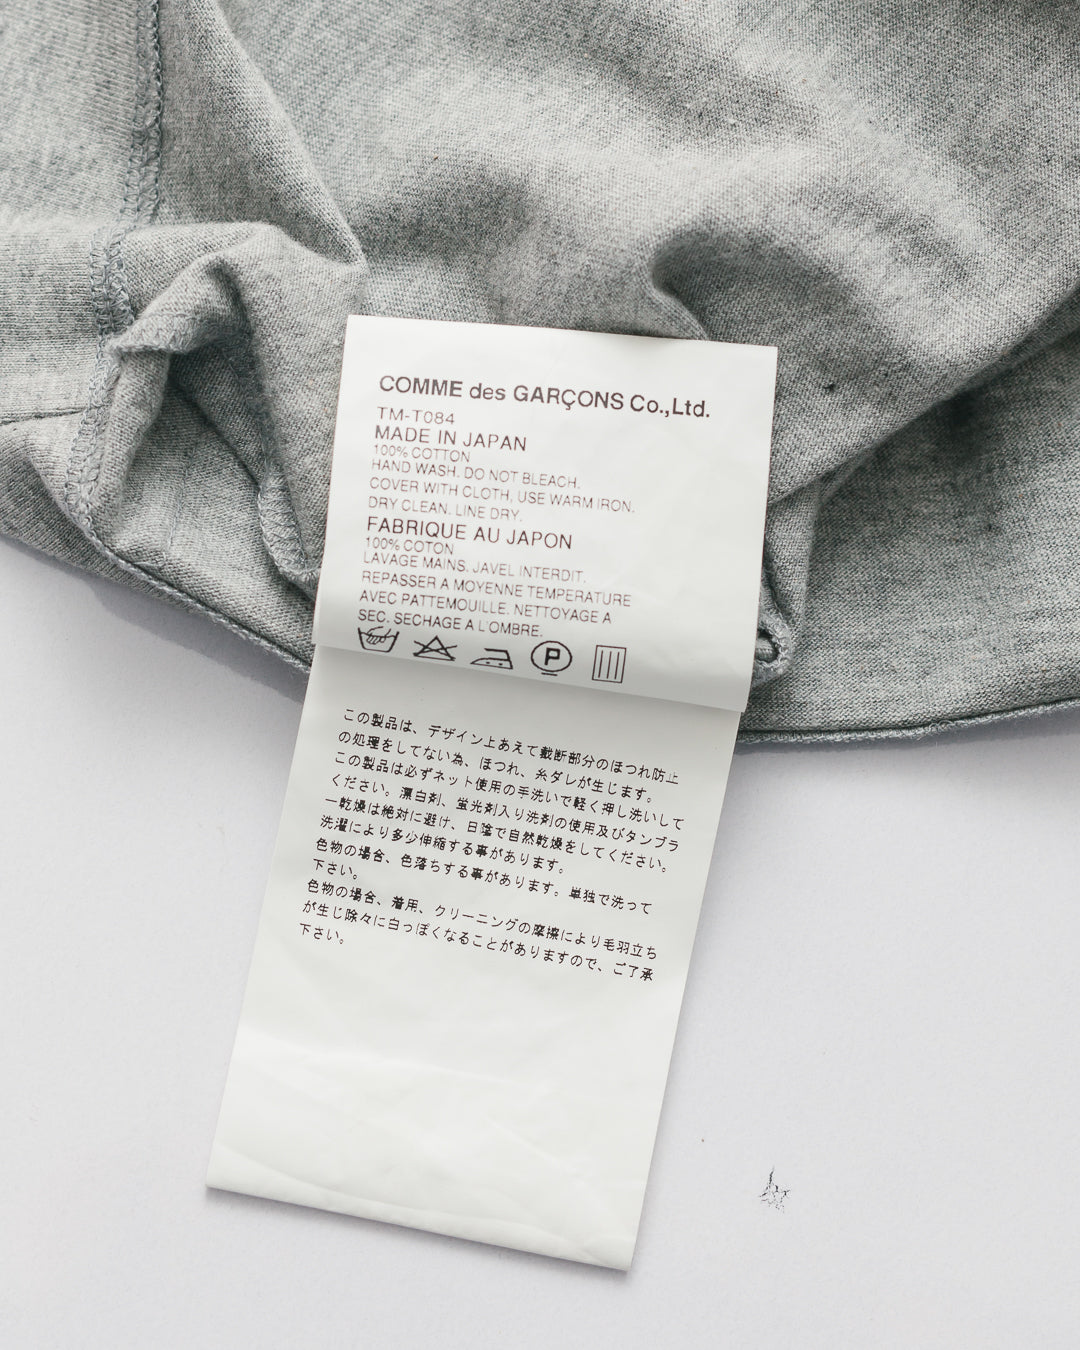 COMME des GARÇONS Co.,Ltd.
TM-T084
MADE IN JAPAN
100% COTTON
HAND WASH. DO NOT BLEACH.
COVER WITH CLOTH, USE WARM IRON.
DRY CLEAN. LINE DRY.
FABRIQUE AU JAPON
100% COTON
LAVAGE MAINS. JAVEL INTERDIT.
REPASSER A MOYENNE TEMPERATURE
AVEC PATTEMOUILLE. NETTOYAGE A
SEC. SECHAGE A L'OMBRE.
P
この製品は、デザイン上あえて裁断部分のほつれ防止
の処理をしてない為、ほつれ、糸ダレが生じます。
この製品は必ずネット使用の手洗いで軽く押し洗いして
ください。漂白剤、蛍光剤入り洗剤の使用及びタンブラ
ー乾燥は絶対に避け、日陰で自然乾燥をしてください。
洗濯により多少伸縮する事があります。
色物の場合、色落ちする事があります。単独で洗って
下さい。
色物の場合、着用、クリーニングの摩擦により毛羽立ち
が生じ除々に白っぽくなることがありますので、ご了承
下さい。